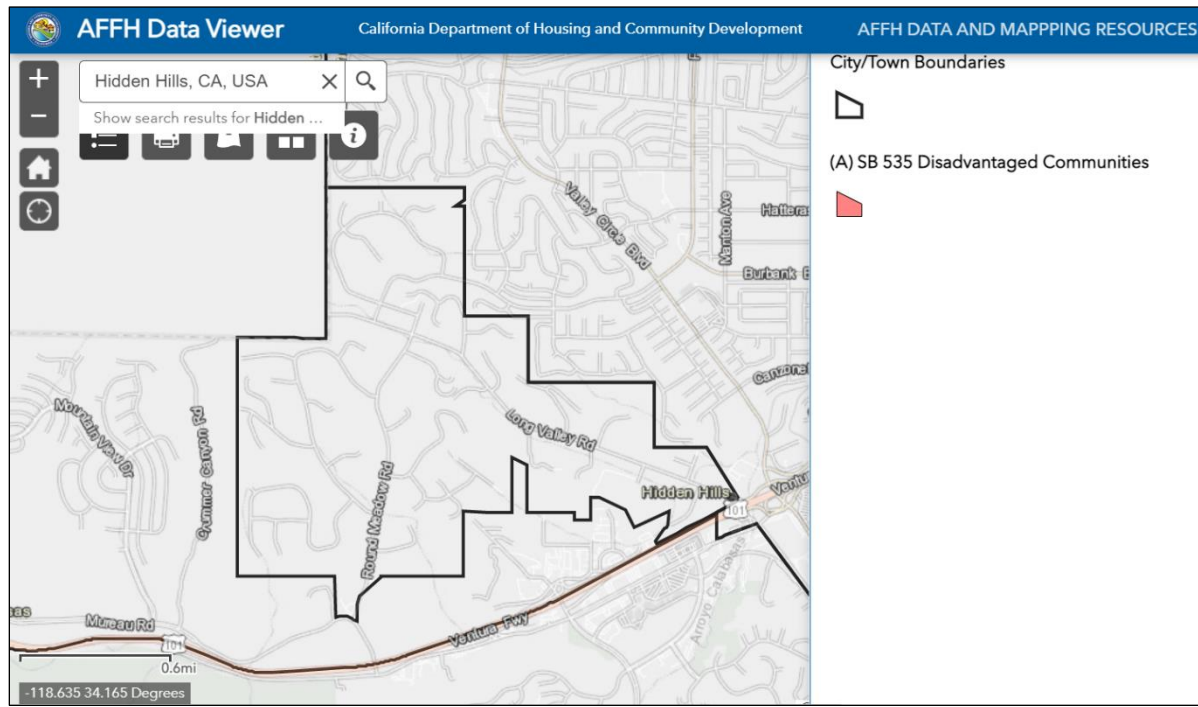 AFFH Data Viewer
California Department of Housing and Community Development
AFFH DATA AND MAPPPING RESOURCES
Hidden Hills, CA, USA
Show search results for Hidden ...
City/Town Boundaries
(A) SB 535 Disadvantaged Communities
Valley Circle Blvd
Manton Ave
Burbank
Long Valley Rd
Mountain View Dr
Crummer Canyon Rd
Round Meadow Rd
Hidden Hills
101
Arroyo Calabasas
Ventura Fwy
Mureau Rd
101
0.6mi
-118.635 34.165 Degrees